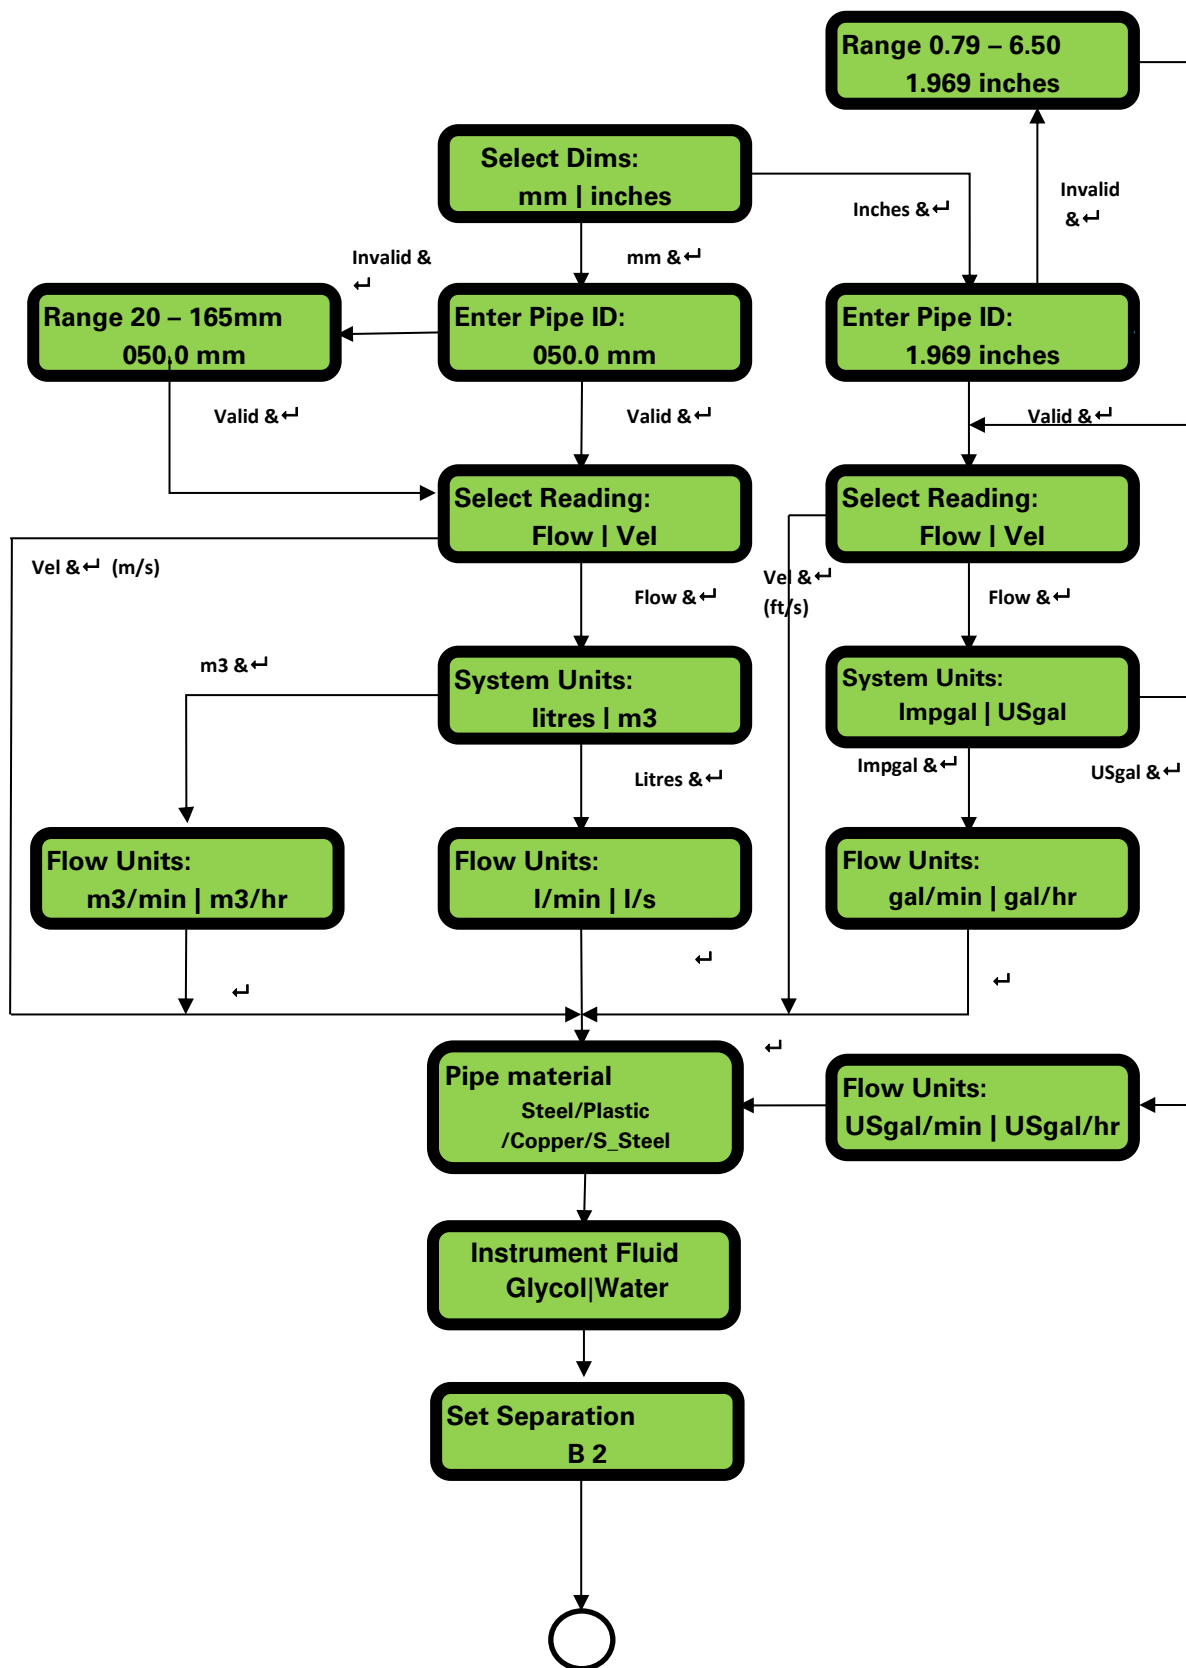 Range 0.79 – 6.50
1.969 inches
Select Dims:
mm | inches
Inches &↵
Invalid
&↵
Invalid &
↵
mm &↵
Range 20 – 165mm
050.0 mm
Enter Pipe ID:
050.0 mm
Enter Pipe ID:
1.969 inches
Valid &↵
Valid &↵
Valid &↵
Select Reading:
Flow | Vel
Select Reading:
Flow | Vel
Vel &↵ (m/s)
Flow &↵
Vel &↵
(ft/s)
Flow &↵
m3 &↵
System Units:
litres | m3
System Units:
Impgal | USgal
Litres &↵
Impgal &↵
USgal &↵
Flow Units:
m3/min | m3/hr
Flow Units:
l/min | l/s
Flow Units:
gal/min | gal/hr
↵
↵
↵
↵
Pipe material
Steel/Plastic
/Copper/S_Steel
Flow Units:
USgal/min | USgal/hr
Instrument Fluid
Glycol|Water
Set Separation
B 2